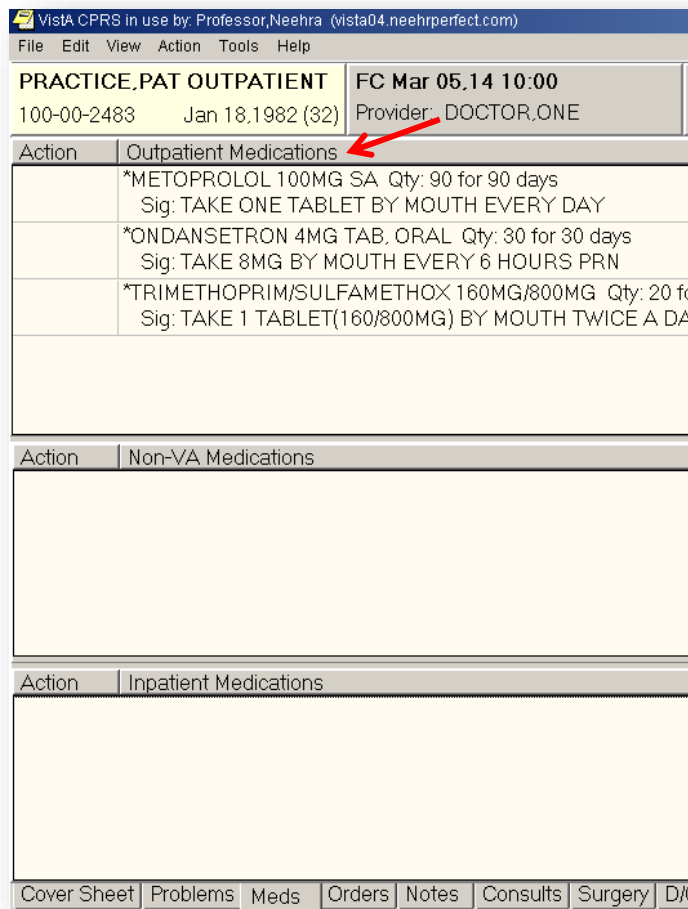 VistA CPRS in use by: Professor,Neehra (vista04.neehrperfect.com)
File Edit View Action Tools Help
PRACTICE,PAT OUTPATIENT FC Mar 05,14 10:00
100-00-2483 Jan 18,1982 (32) Provider: DOCTOR,ONE
Action Outpatient Medications
*METOPROLOL 100MG SA Qty: 90 for 90 days
Sig: TAKE ONE TABLET BY MOUTH EVERY DAY
*ONDANSETRON 4MG TAB, ORAL Qty: 30 for 30 days
Sig: TAKE 8MG BY MOUTH EVERY 6 HOURS PRN
*TRIMETHOPRIM/SULFAMETHOX 160MG/800MG Qty: 20 fo
Sig: TAKE 1 TABLET(160/800MG) BY MOUTH TWICE A DA
Action Non-VA Medications
Action Inpatient Medications
Cover Sheet Problems Meds Orders Notes Consults Surgery D/